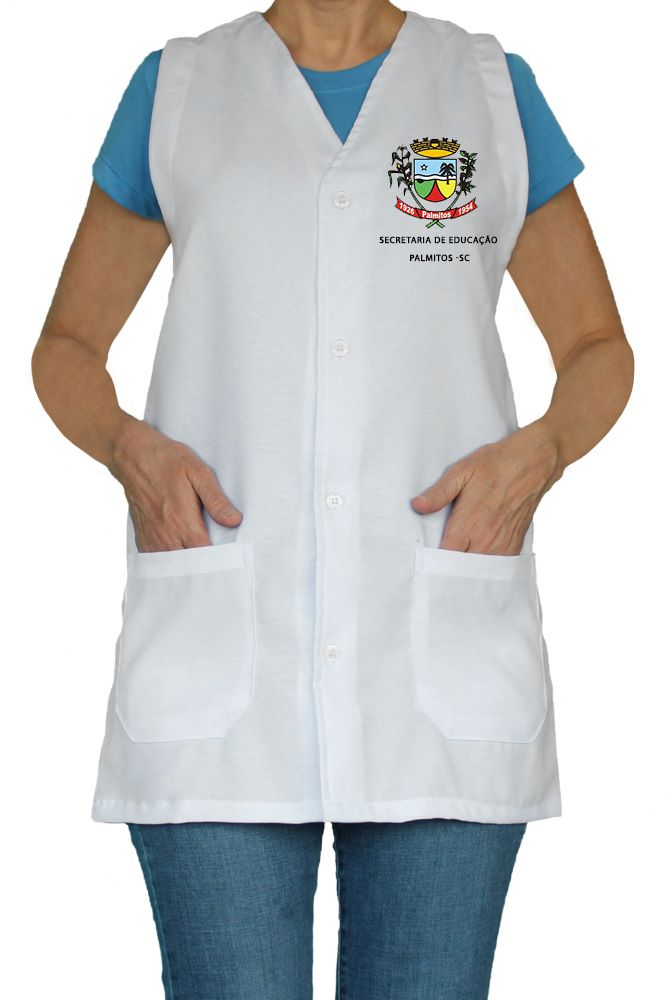 1926 Palmitos 1954
SECRETARIA DE EDUCAÇÃO
PALMITOS -SC